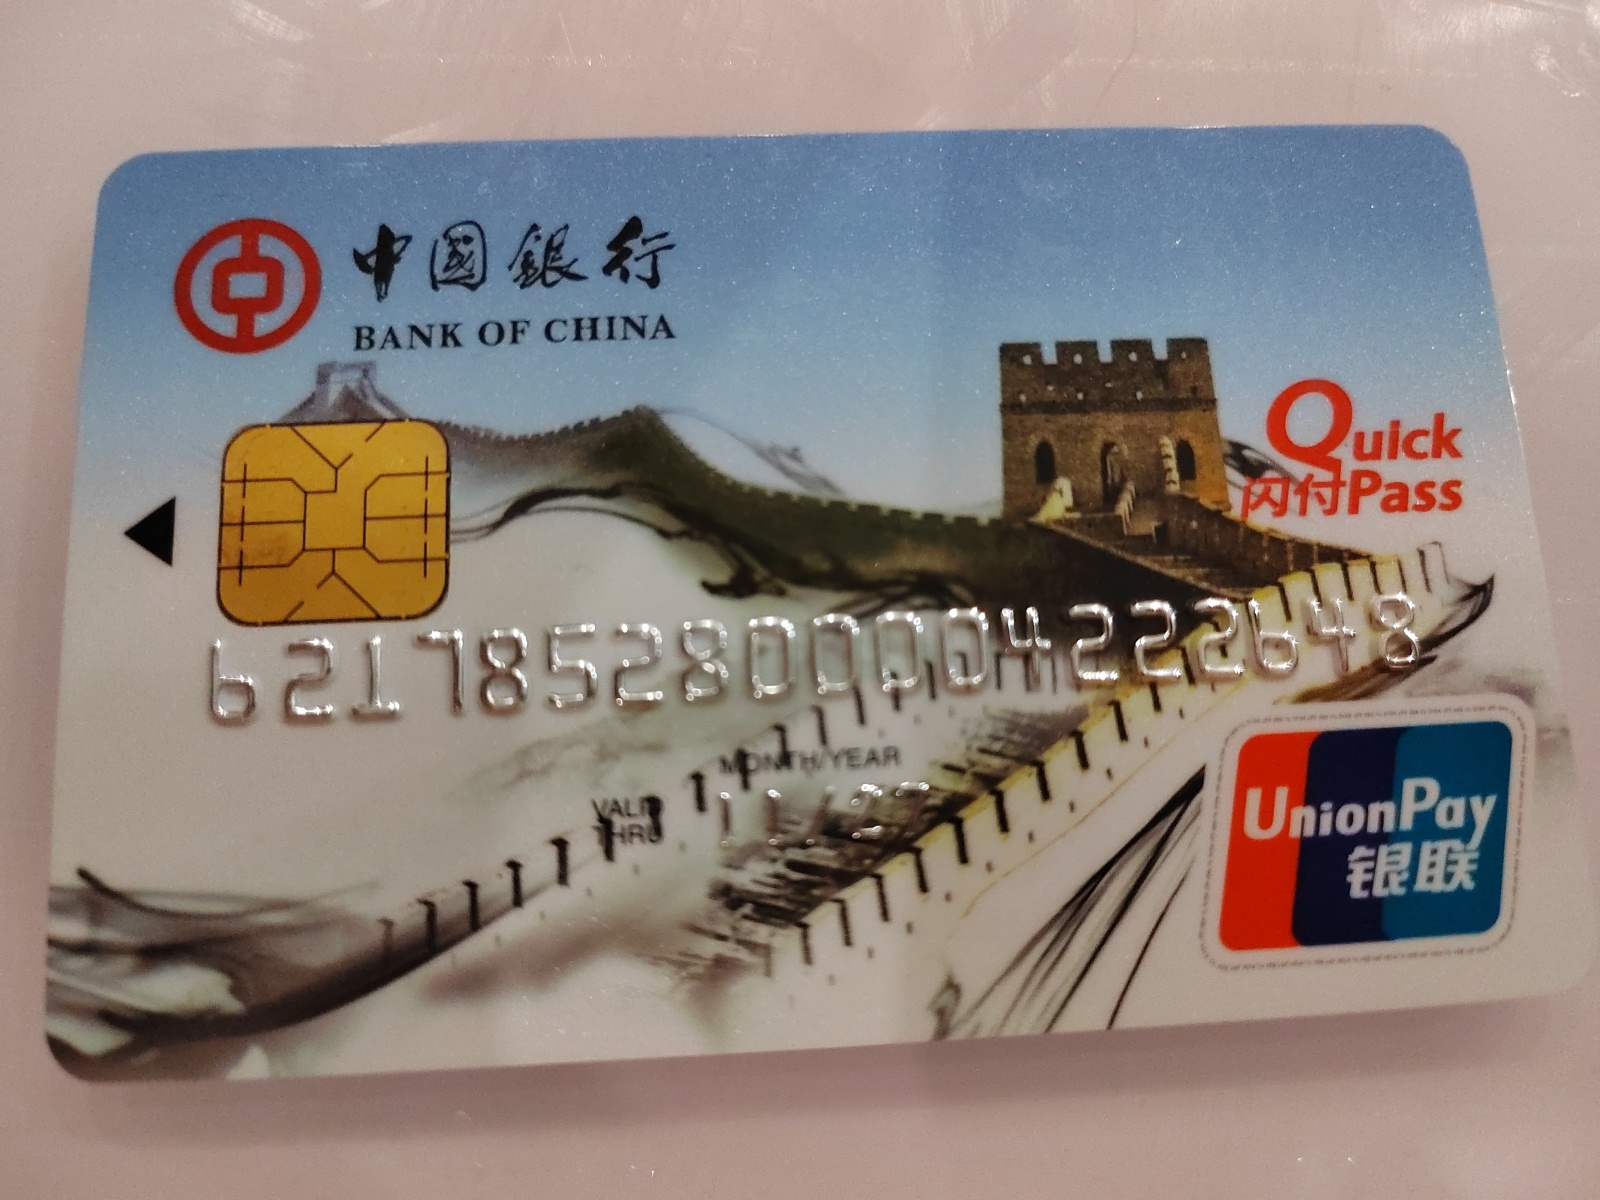 中國銀行
BANK OF CHINA
Quick
闪付Pass
6217852800004222648
MONTH/YEAR
VALID
THRU
UnionPay
银联